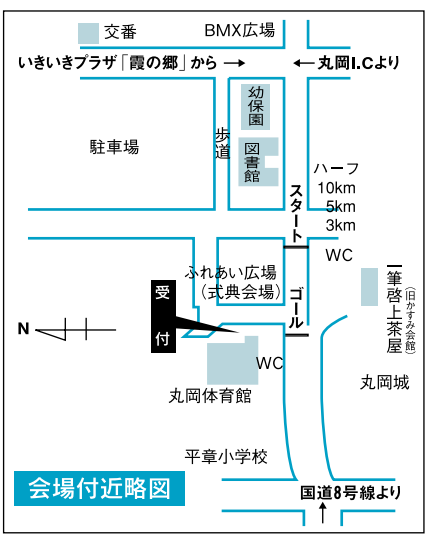 交番
BMX広場
いきいきプラザ「霞の郷」から→
←丸岡I.Cより
幼保園
歩道
図書館
駐車場
ハーフ
10km
5km
3km
スタート
WC
ふれあい広場
(式典会場)
ゴール
受付
N
一筆啓上茶屋
(旧かすみ会館)
WC
丸岡城
丸岡体育館
平章小学校
会場付近略図
国道8号線より
↑